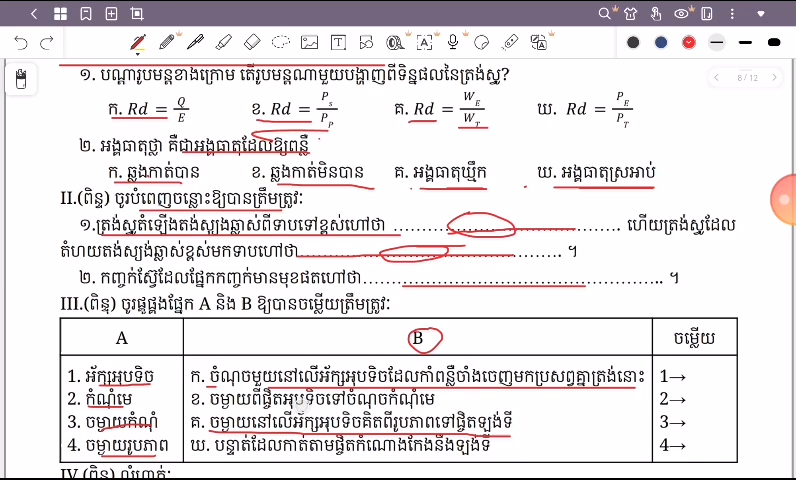 8/12
១. បណ្ដារូបមន្តខាងក្រោម តើរូបមន្តណាមួយបង្ហាញពីទិន្នផលនៃត្រង់ស្វូ?
ក. Rd = Q/E ខ. Rd = Ps/PP គ. Rd = WE/WT ឃ. Rd = PE/PT
២. អង្គធាតុថ្លា គឺជាអង្គធាតុដែលឱ្យពន្លឺ
ក. ឆ្លងកាត់បាន ខ. ឆ្លងកាត់មិនបាន គ. អង្គធាតុឃ្មឹក ឃ. អង្គធាតុស្រអាប់
II.(ពិន្ទុ) ចូរបំពេញចន្លោះឱ្យបានត្រឹមត្រូវ:
១.ត្រង់ស្វូតំឡើងតង់ស្យុងឆ្លាស់ពីទាបទៅខ្ពស់ហៅថា ........................................ ហើយត្រង់ស្វូដែល
តំហយតង់ស្យងឆ្លាស់ខ្ពស់មកទាបហៅថា............................................. ។
២. កញ្ចក់ស្វ៊ែដែលផ្នែកកញ្ចក់មានមុខផតហៅថា............................................. ។
III.(ពិន្ទុ) ចូរផ្គូផ្គងផ្នែក A និង B ឱ្យបានចម្លើយត្រឹមត្រូវ:
A B ចម្លើយ
1. អ័ក្សអុបទិច ក. ចំណុចមួយនៅលើអ័ក្សអុបទិចដែលកាំពន្លឺចាំងចេញមកប្រសព្វគ្នាត្រង់នោះ 1→
2. កំណុំមេ ខ. ចម្ងាយពីផ្ចិតអុបទិចទៅចំណុចកំណុំមេ 2→
3. ចម្ងាយកំណុំ គ. ចម្ងាយនៅលើអ័ក្សអុបទិចគិតពីរូបភាពទៅផ្ចិតឡង់ទី 3→
4. ចម្ងាយរូបភាព ឃ. បន្ទាត់ដែលកាត់តាមផ្ចិតកំណោងកែងនឹងឡង់ទី 4→
IV.(ពិន្ទុ) លំហាត់: